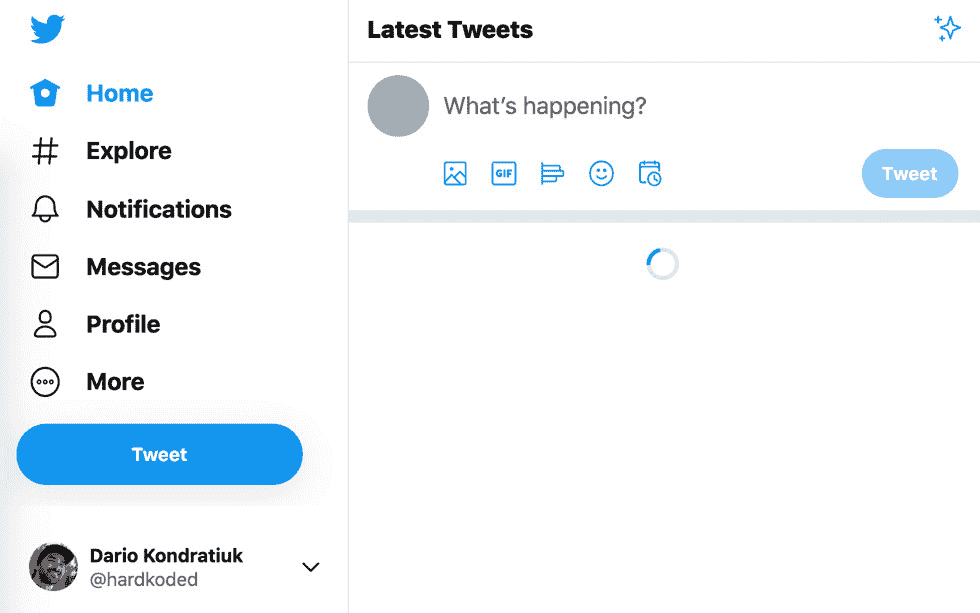 Home
Explore
Notifications
Messages
Profile
More
Tweet
Dario Kondratiuk
@hardkoded
Latest Tweets
What’s happening?
GIF
Tweet